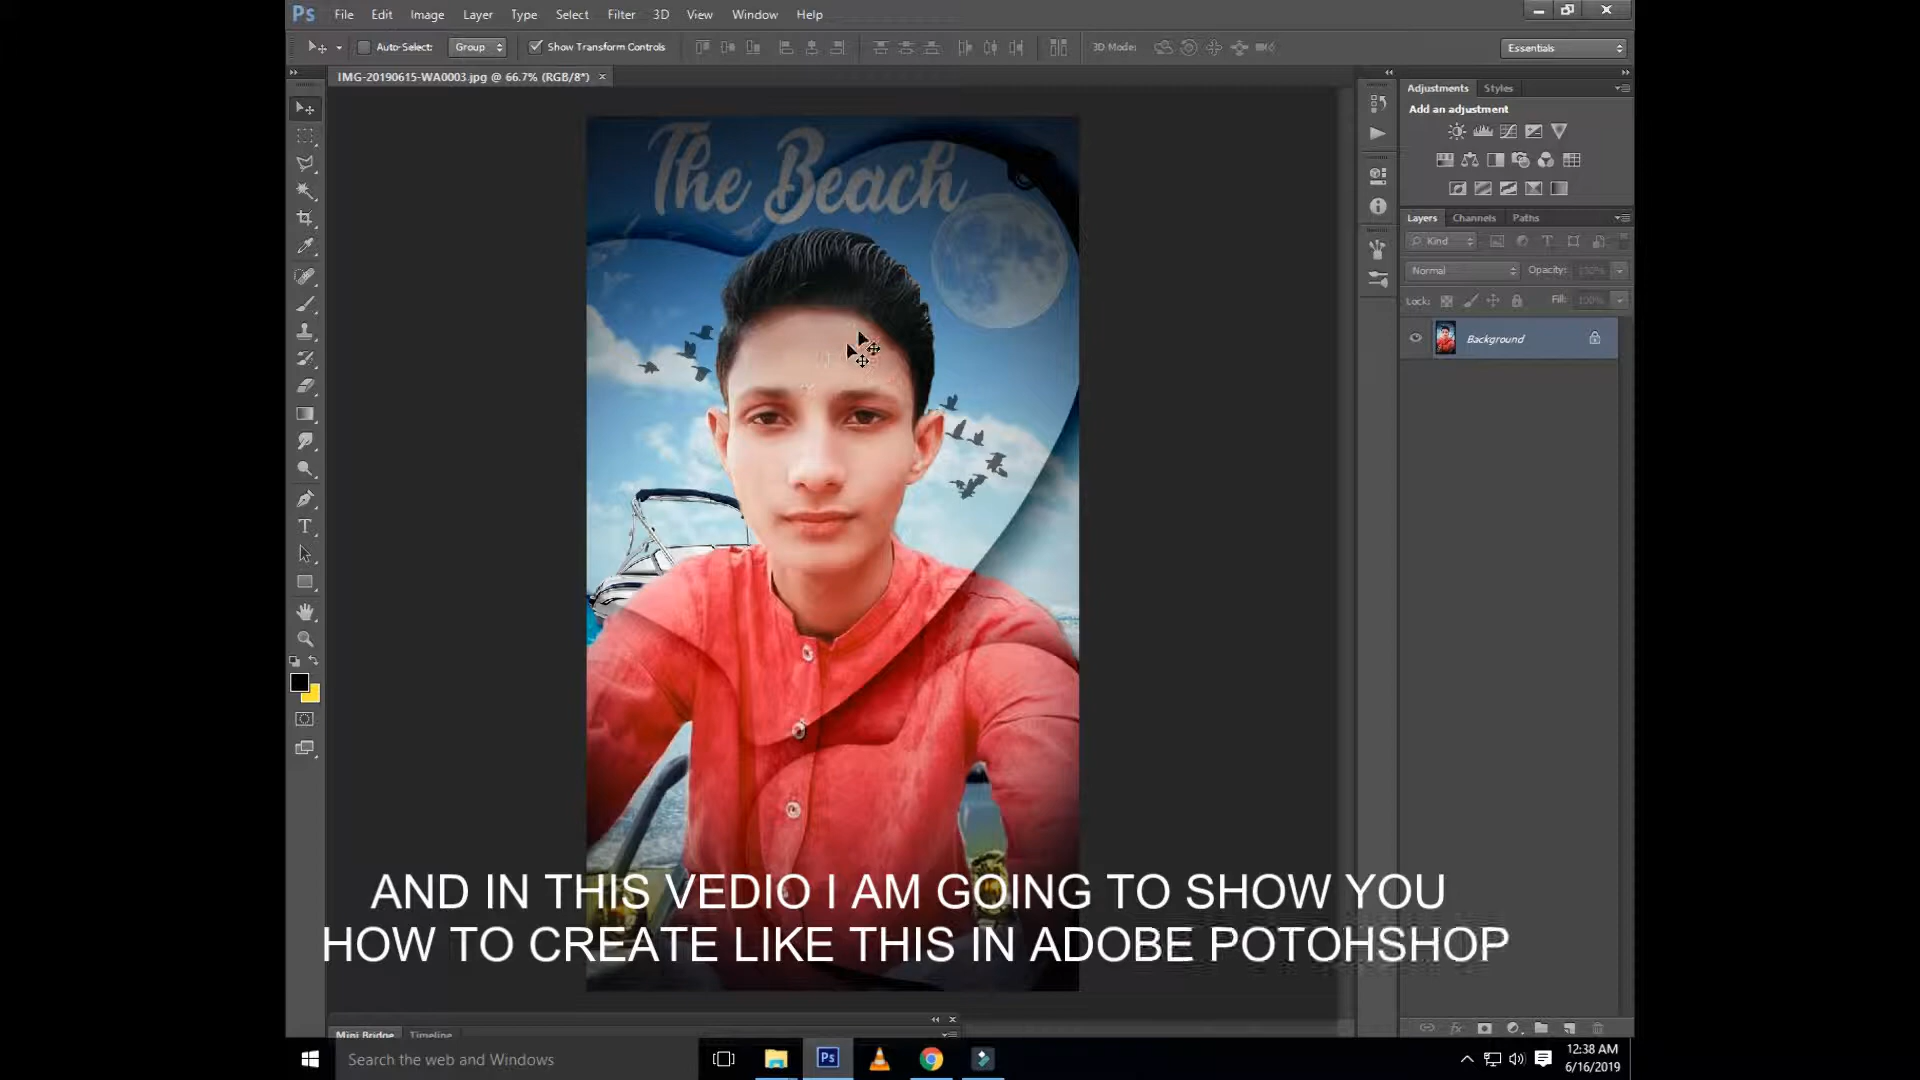 Ps File Edit Image Layer Type Select Filter 3D View Window Help
Auto-Select: Group Show Transform Controls 3D Mode: Essentials
IMG-20190615-WA0003.jpg @ 66.7% (RGB/8*) ×
Adjustments Styles
Add an adjustment
The Beach
Layers Channels Paths
Kind
Normal Opacity: 100%
Lock: Fill: 100%
Background
AND IN THIS VEDIO I AM GOING TO SHOW YOU
HOW TO CREATE LIKE THIS IN ADOBE POTOHSHOP
Mini Bridge Timeline
Search the web and Windows
Ps
12:38 AM
6/16/2019